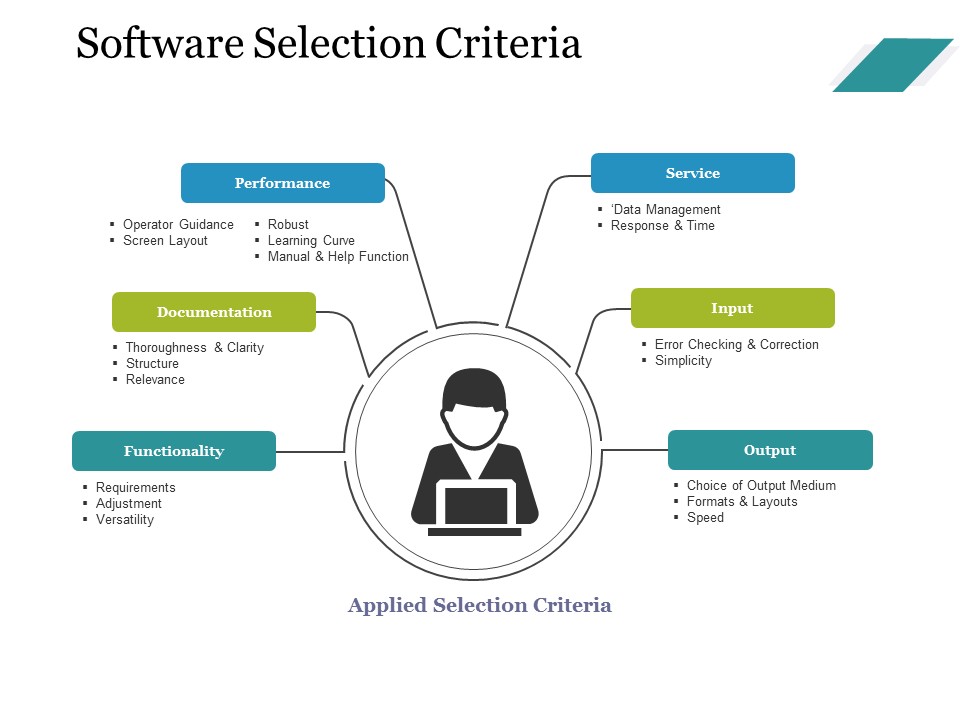 Software Selection Criteria
Performance
▪ Operator Guidance
▪ Screen Layout
▪ Robust
▪ Learning Curve
▪ Manual & Help Function
Documentation
▪ Thoroughness & Clarity
▪ Structure
▪ Relevance
Functionality
▪ Requirements
▪ Adjustment
▪ Versatility
Service
▪ ‘Data Management
▪ Response & Time
Input
▪ Error Checking & Correction
▪ Simplicity
Output
▪ Choice of Output Medium
▪ Formats & Layouts
▪ Speed
Applied Selection Criteria